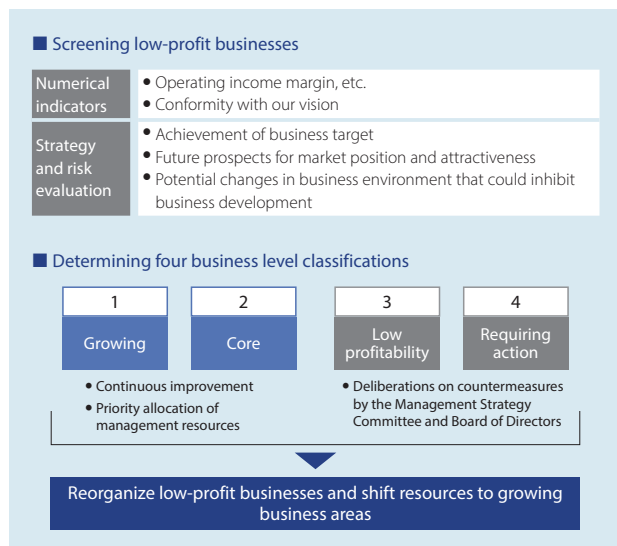 ■ Screening low-profit businesses
Numerical
indicators
• Operating income margin, etc.
• Conformity with our vision
Strategy
and risk
evaluation
• Achievement of business target
• Future prospects for market position and attractiveness
• Potential changes in business environment that could inhibit
business development
■ Determining four business level classifications
1
Growing
2
Core
3
Low
profitability
4
Requiring
action
• Continuous improvement
• Priority allocation of
management resources
• Deliberations on countermeasures
by the Management Strategy
Committee and Board of Directors
Reorganize low-profit businesses and shift resources to growing
business areas